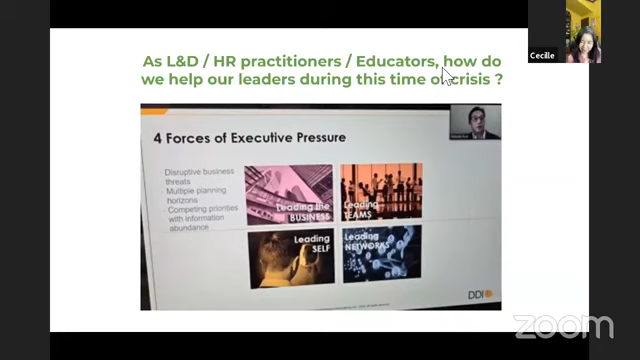 As L&D / HR practitioners / Educators, how do
we help our leaders during this time of crisis ?
Cecille
4 Forces of Executive Pressure
· Disruptive business
threats
· Multiple planning
horizons
· Competing priorities
with information
abundance
Leading the
BUSINESS
Leading
TEAMS
Leading
SELF
Leading
NETWORKS
DDI
zoom